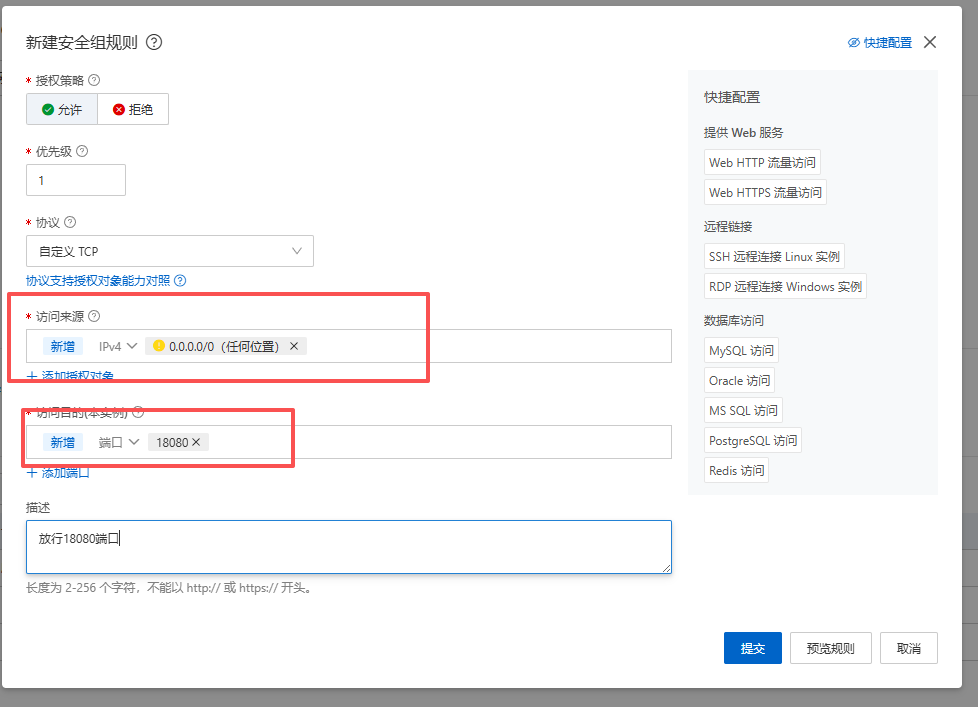 新建安全组规则
快捷配置
* 授权策略
允许 拒绝
* 优先级
1
* 协议
自定义 TCP
协议支持授权对象能力对照
* 访问来源
新增 IPv4 0.0.0.0/0（任何位置）
+ 添加授权对象
* 访问目的(本实例)
新增 端口 18080
+ 添加端口
描述
放行18080端口
长度为 2-256 个字符，不能以 http:// 或 https:// 开头。
快捷配置
提供 Web 服务
Web HTTP 流量访问
Web HTTPS 流量访问
远程链接
SSH 远程连接 Linux 实例
RDP 远程连接 Windows 实例
数据库访问
MySQL 访问
Oracle 访问
MS SQL 访问
PostgreSQL 访问
Redis 访问
提交 预览规则 取消